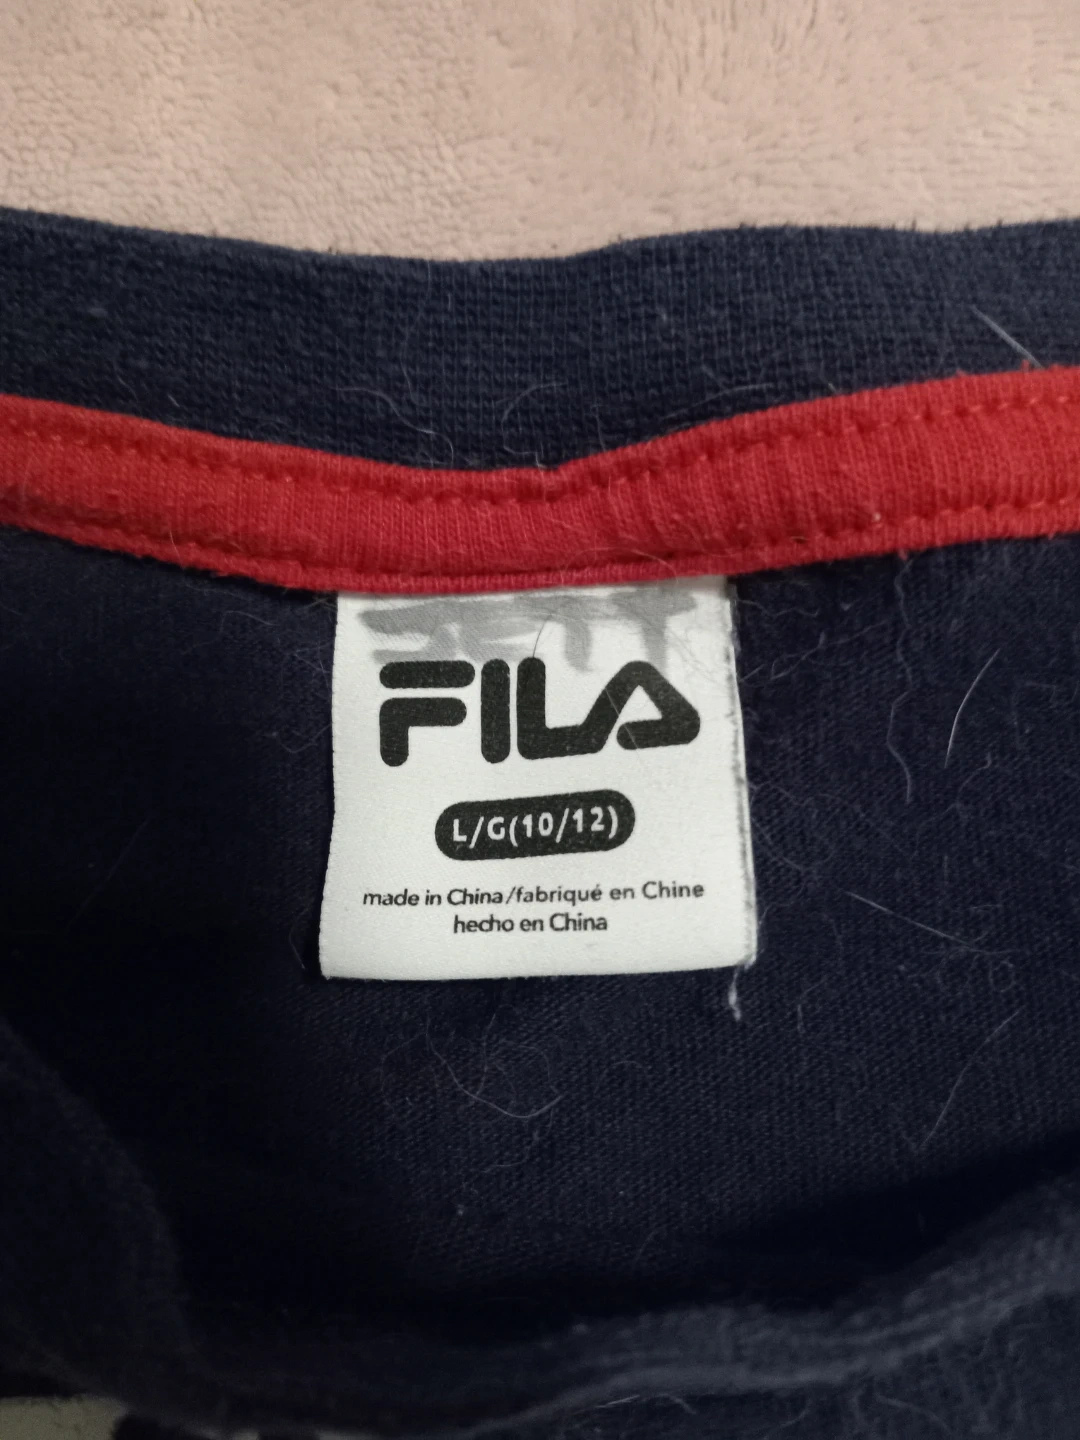 FILA
L/G(10/12)
made in China/fabriqué en Chine
hecho en China